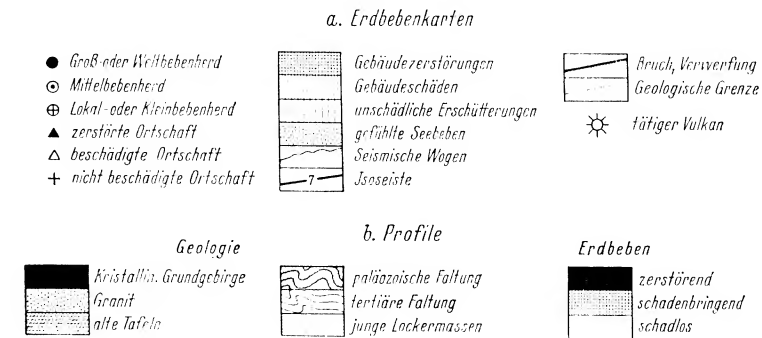 a. Erdbebenkarten
Groß-oder Weltbebenherd
Mittelbebenherd
Lokal-oder Kleinbebenherd
zerstörte Ortschaft
beschädigte Ortschaft
nicht beschädigte Ortschaft
Gebäudezerstörungen
Gebäudeschäden
unschädliche Erschütterungen
gefühlte Seebeben
Seismische Wogen
7
Isoseiste
Bruch, Verwerfung
Geologische Grenze
tätiger Vulkan
b. Profile
Geologie
Kristallin. Grundgebirge
Granit
alte Tafeln
paläozoische Faltung
tertiäre Faltung
junge Lockermassen
Erdbeben
zerstörend
schadenbringend
schadlos